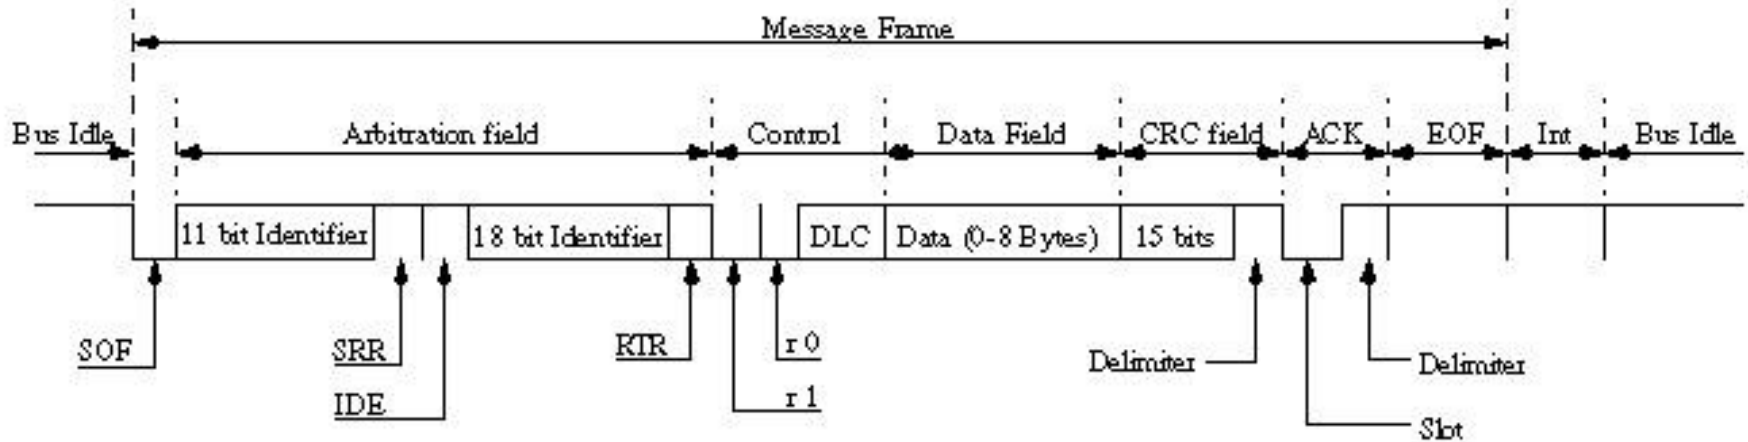 Message Frame
Bus Idle Arbitration field Control Data Field CRC field ACK EOF Int Bus Idle
11 bit Identifier 18 bit Identifier DLC Data (0-8 Bytes) 15 bits
SOF SRR RTR r 0 Delimiter Delimiter
IDE r 1
Slot